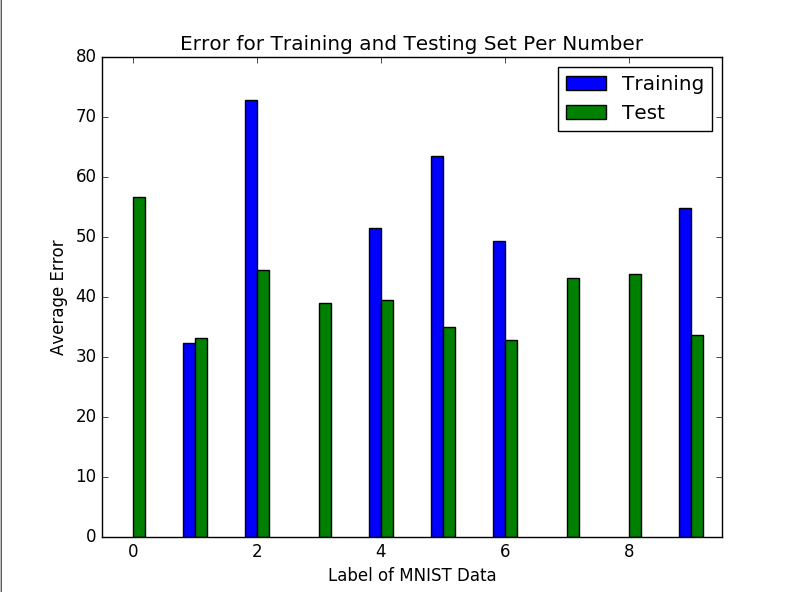 Error for Training and Testing Set Per Number
80
70
60
50
40
30
20
10
0
Average Error
Training
Test
0 2 4 6 8
Label of MNIST Data